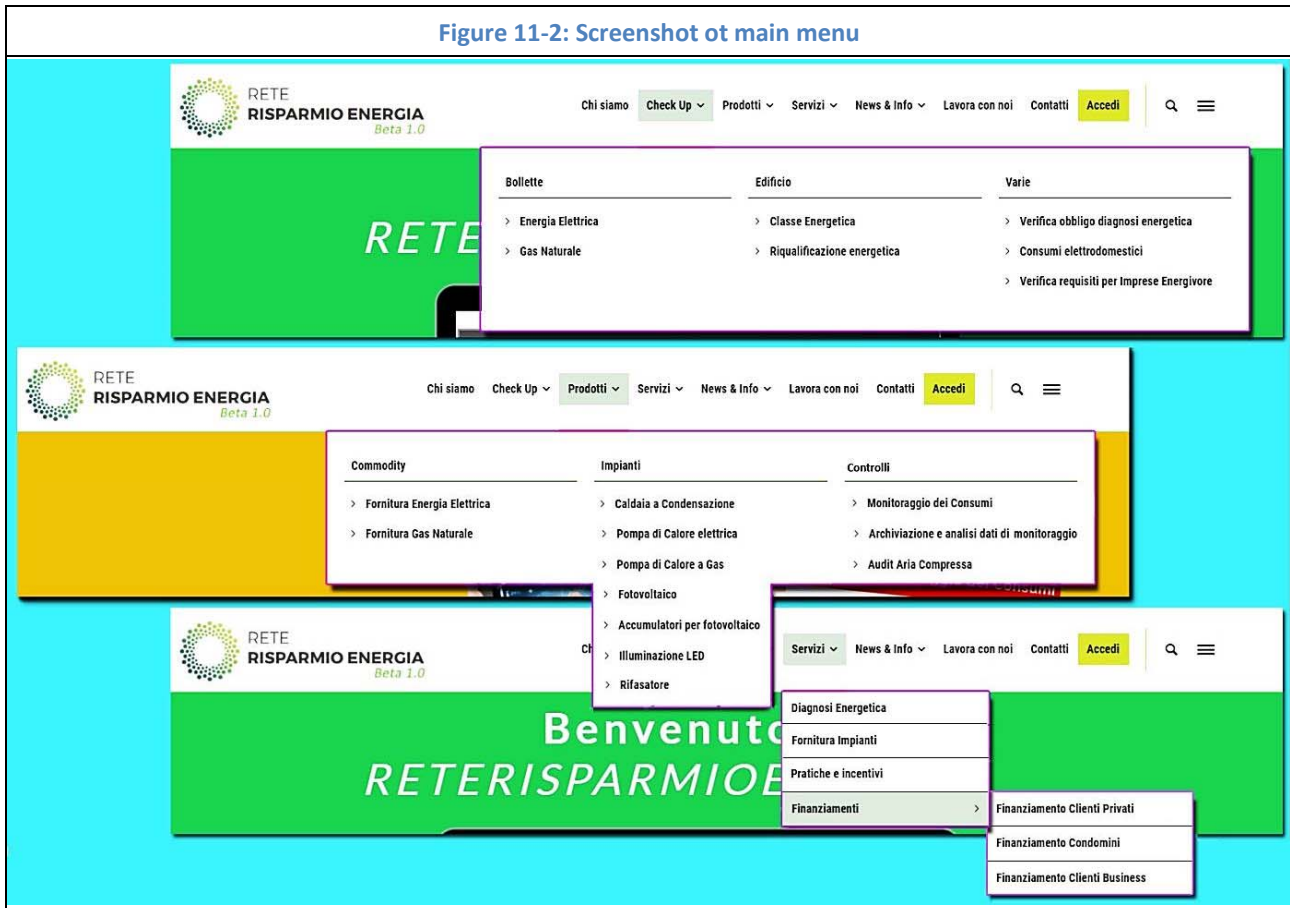 Figure 11-2: Screenshot ot main menu
RETE
RISPARMIO ENERGIA
Beta 1.0
Chi siamo Check Up Prodotti Servizi News & Info Lavora con noi Contatti Accedi
Bollette
Energia Elettrica
Gas Naturale
Edificio
Classe Energetica
Riqualificazione energetica
Varie
Verifica obbligo diagnosi energetica
Consumi elettrodomestici
Verifica requisiti per Imprese Energivore
RETE
RETE
RISPARMIO ENERGIA
Beta 1.0
Chi siamo Check Up Prodotti Servizi News & Info Lavora con noi Contatti Accedi
Commodity
Fornitura Energia Elettrica
Fornitura Gas Naturale
Impianti
Caldaia a Condensazione
Pompa di Calore elettrica
Pompa di Calore a Gas
Fotovoltaico
Accumulatori per fotovoltaico
Illuminazione LED
Rifasatore
Controlli
Monitoraggio dei Consumi
Archiviazione e analisi dati di monitoraggio
Audit Aria Compressa
RETE
RISPARMIO ENERGIA
Beta 1.0
Ch Servizi News & Info Lavora con noi Contatti Accedi
Benvenuto
RETERISPARMIOE
Diagnosi Energetica
Fornitura Impianti
Pratiche e incentivi
Finanziamenti
Finanziamento Clienti Privati
Finanziamento Condomini
Finanziamento Clienti Business